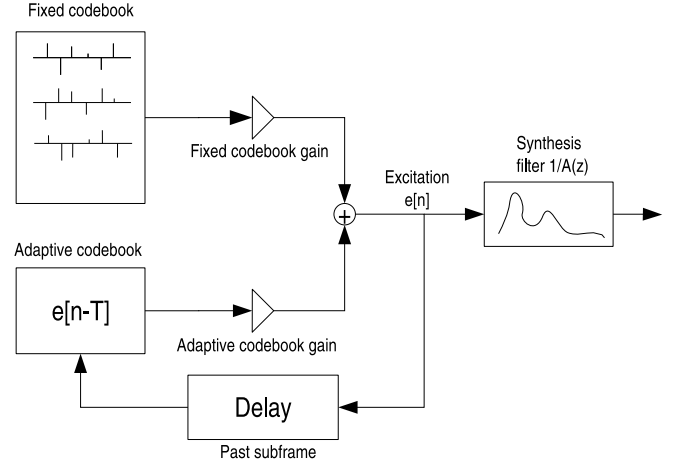 Fixed codebook
Fixed codebook gain
Synthesis
filter 1/A(z)
Excitation
e[n]
+
Adaptive codebook
e[n-T]
Adaptive codebook gain
Delay
Past subframe